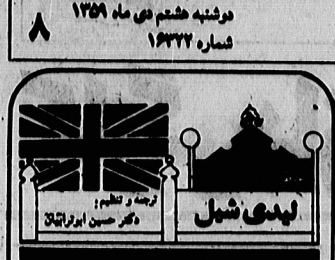 دوشنبه هشتم دی ماه ۱۳۵۹
شماره ۱۶۳۲۲
۸
ترجمه و تنظیم:
دکتر حسین ابوترابیان
لیدی شیل